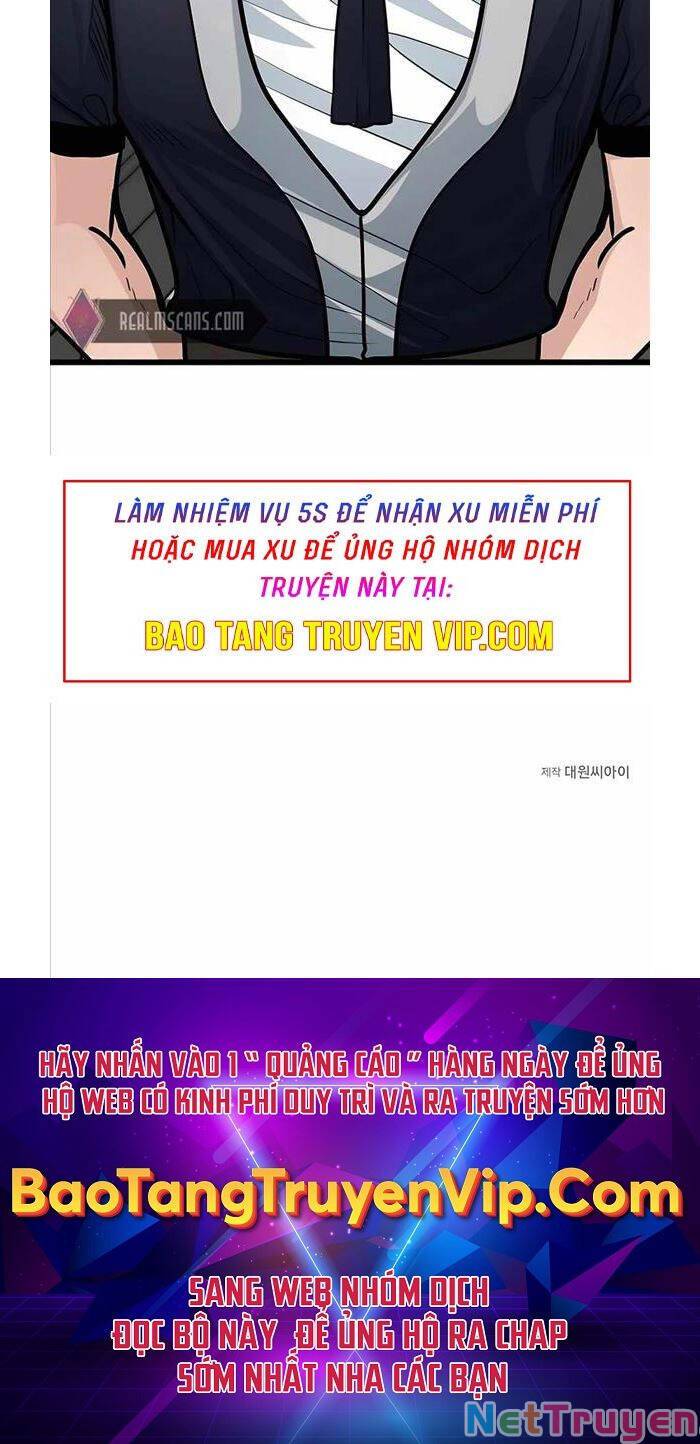 REALMSCANS.COM
LÀM NHIỆM VỤ 5S ĐỂ NHẬN XU MIỄN PHÍ
HOẶC MUA XU ĐỂ ỦNG HỘ NHÓM DỊCH
TRUYỆN NÀY TẠI:
BAO TANG TRUYEN VIP.COM
제작 대원씨아이
HÃY NHẤN VÀO 1 " QUẢNG CÁO " HÀNG NGÀY ĐỂ ỦNG
HỘ WEB CÓ KINH PHÍ DUY TRÌ VÀ RA TRUYỆN SỚM HƠN
BaoTangTruyenVip.Com
SANG WEB NHÓM DỊCH
ĐỌC BỘ NÀY ĐỂ ỦNG HỘ RA CHAP
SỚM NHẤT NHA CÁC BẠN
NetTruyen